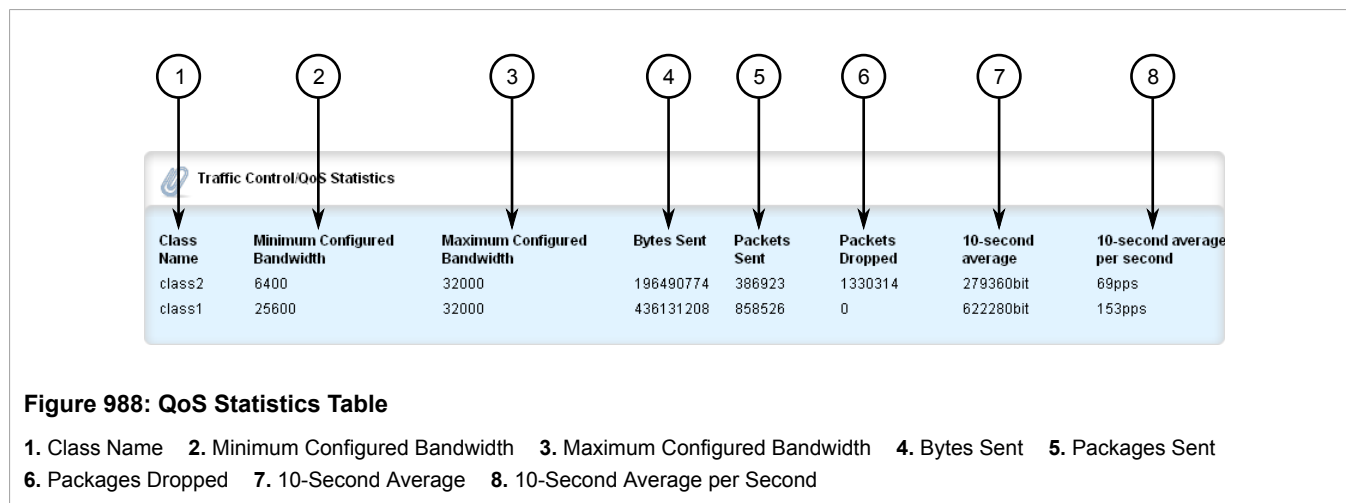 1 2 3 4 5 6 7 8
Traffic Control/QoS Statistics
Class Name Minimum Configured Bandwidth Maximum Configured Bandwidth Bytes Sent Packets Sent Packets Dropped 10-second average 10-second average per second
class2 6400 32000 196490774 386923 1330314 279360bit 69pps
class1 25600 32000 436131208 858526 0 622280bit 153pps
Figure 988: QoS Statistics Table
1. Class Name 2. Minimum Configured Bandwidth 3. Maximum Configured Bandwidth 4. Bytes Sent 5. Packages Sent
6. Packages Dropped 7. 10-Second Average 8. 10-Second Average per Second